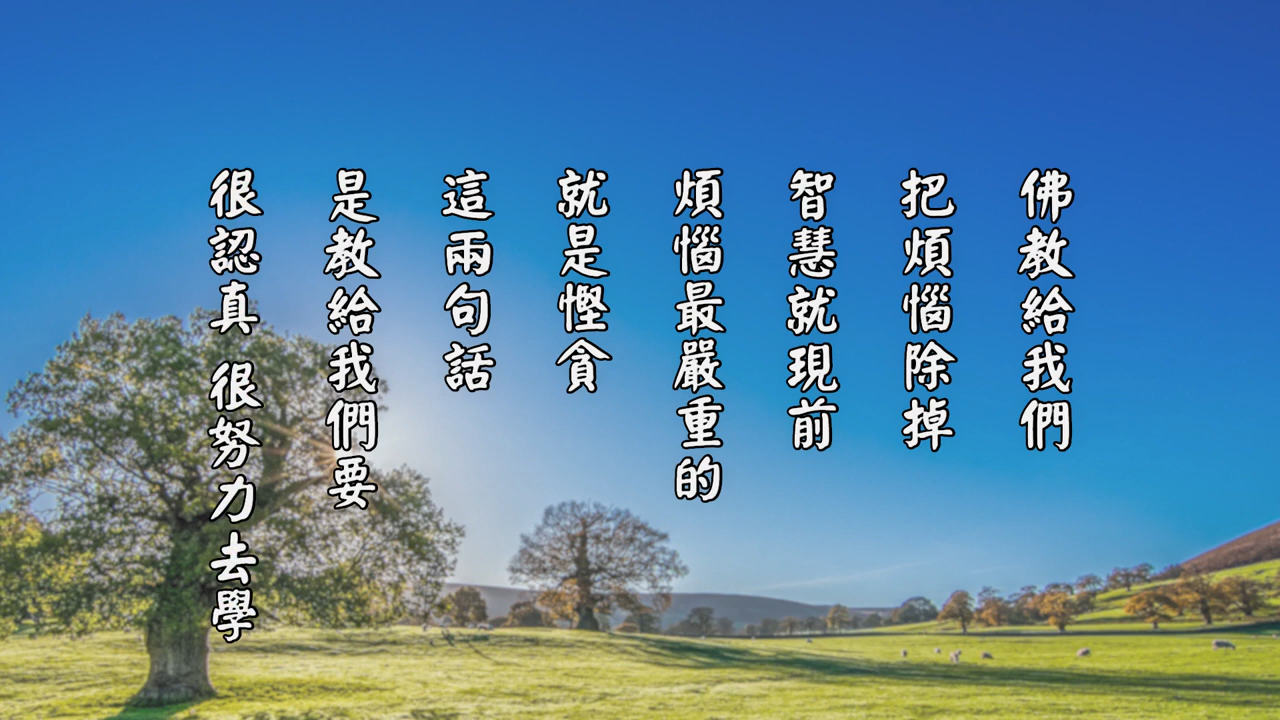 佛教給我們
把煩惱除掉
智慧就現前
煩惱最嚴重的
就是慳貪
這兩句話
是教給我們要
很認真 很努力去學